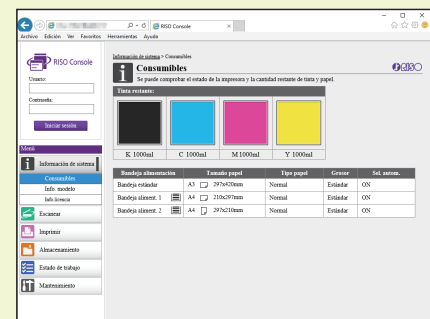 RISO Console
Archivo Edición Ver Favoritos Herramientas Ayuda
RISO Console
RISO
Usuario:
Contraseña:
Iniciar sesión
Menú
Información de sistema
Consumibles
Info. modelo
Info.licencia
Escanear
Imprimir
Almacenamiento
Estado de trabajo
Mantenimiento
Información de sistema > Consumibles
Consumibles
Se puede comprobar el estado de la impresora y la cantidad restante de tinta y papel.
Tinta restante:
K 1000ml C 1000ml M 1000ml Y 1000ml
Bandeja alimentación Tamaño papel Tipo papel Grosor Sel. autom.
Bandeja estándar A3 297x420mm Normal Estándar ON
Bandeja aliment. 1 A4 210x297mm Normal Estándar ON
Bandeja aliment. 2 A4 297x210mm Normal Estándar ON